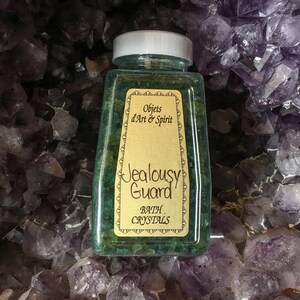 Objets
d'Art & Spirit
Jealousy
Guard
BATH
CRYSTALS